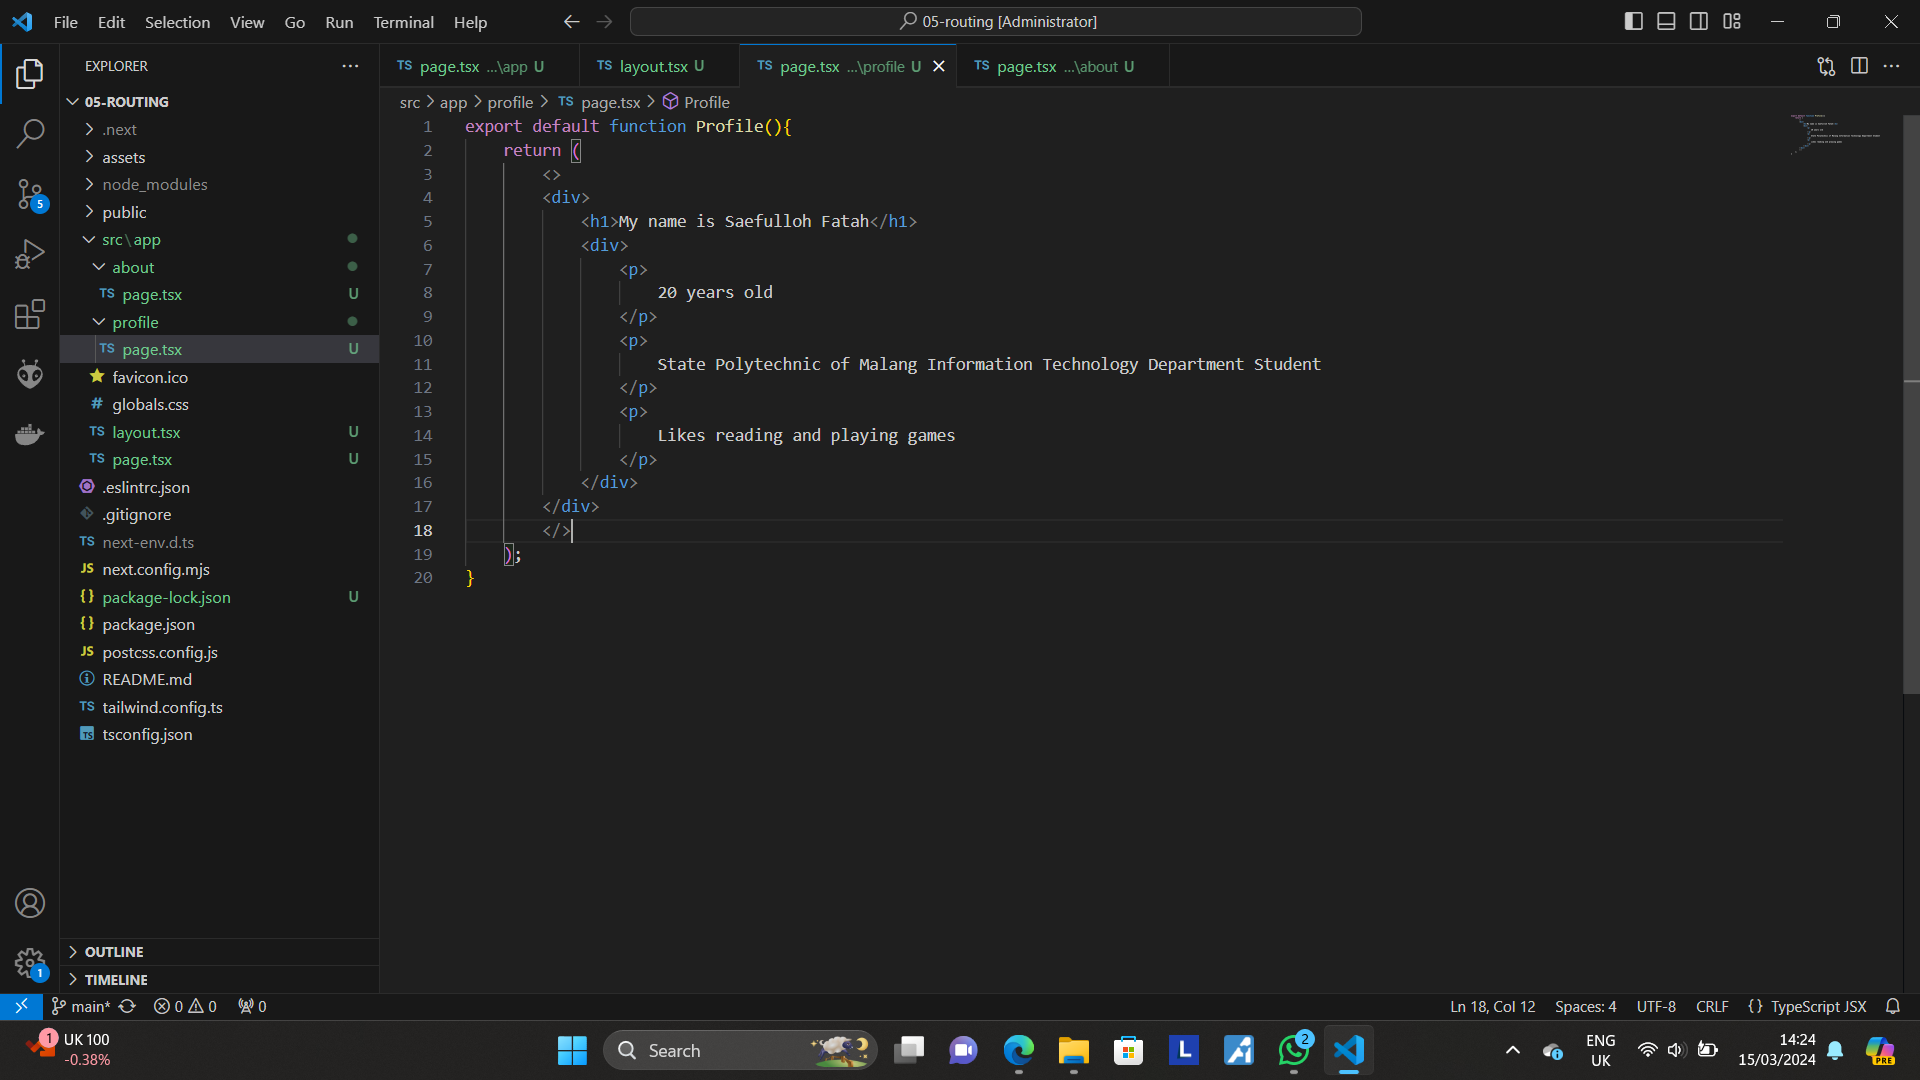 File Edit Selection View Go Run Terminal Help
05-routing [Administrator]
EXPLORER
TS page.tsx ...\app U
TS layout.tsx U
TS page.tsx ...\profile U
TS page.tsx ...\about U
05-ROUTING
src > app > profile > TS page.tsx > Profile
.next
assets
node_modules
public
src\app
about
TS page.tsx U
profile
TS page.tsx U
favicon.ico
# globals.css
TS layout.tsx U
TS page.tsx U
.eslintrc.json
.gitignore
TS next-env.d.ts
JS next.config.mjs
{} package-lock.json U
{} package.json
JS postcss.config.js
README.md
TS tailwind.config.ts
TS tsconfig.json
OUTLINE
TIMELINE
1 export default function Profile(){
2 return (
3 <>
4 <div>
5 <h1>My name is Saefulloh Fatah</h1>
6 <div>
7 <p>
8 20 years old
9 </p>
10 <p>
11 State Polytechnic of Malang Information Technology Department Student
12 </p>
13 <p>
14 Likes reading and playing games
15 </p>
16 </div>
17 </div>
18 </>
19 );
20 }
5
1
main* 0 0 0
Ln 18, Col 12 Spaces: 4 UTF-8 CRLF {} TypeScript JSX
1
UK 100
-0.38%
Search
L
2
ENG
UK
14:24
15/03/2024
PRE